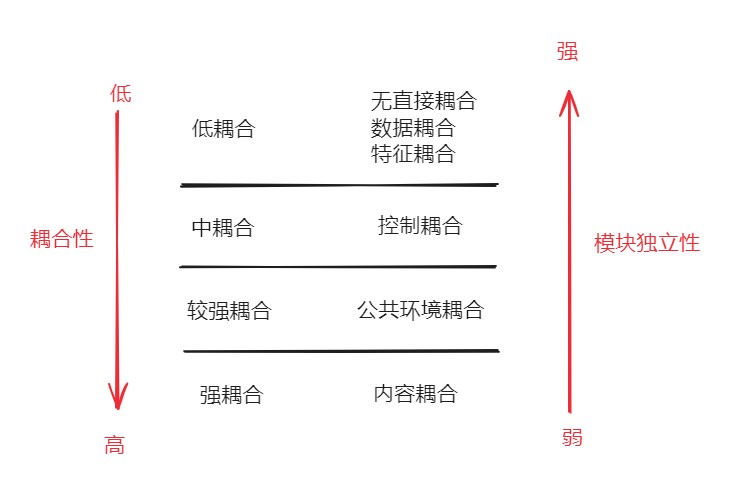 强
低
无直接耦合
低耦合
数据耦合
特征耦合
中耦合
控制耦合
耦合性
模块独立性
较强耦合
公共环境耦合
强耦合
内容耦合
高
弱